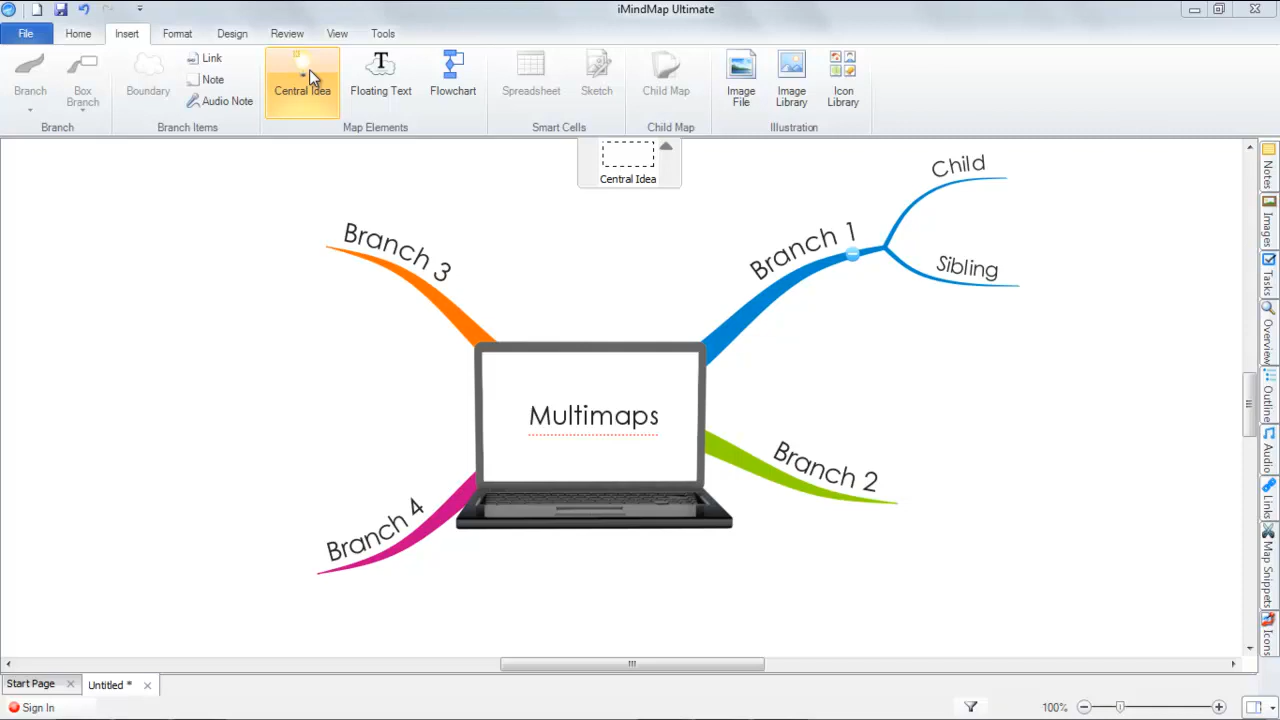 iMindMap Ultimate
File Home Insert Format Design Review View Tools
Branch
Box Branch
Boundary
Link
Note
Audio Note
Central Idea
Floating Text
Flowchart
Spreadsheet
Sketch
Child Map
Image File
Image Library
Icon Library
Branch Branch Items Map Elements Smart Cells Child Map Illustration
Central Idea
Child
Branch 1
Sibling
Branch 3
Multimaps
Branch 2
Branch 4
Notes
Images
Tasks
Overview
Outline
Audio
Links
Map Snippets
Icons
Start Page Untitled *
Sign In 100%